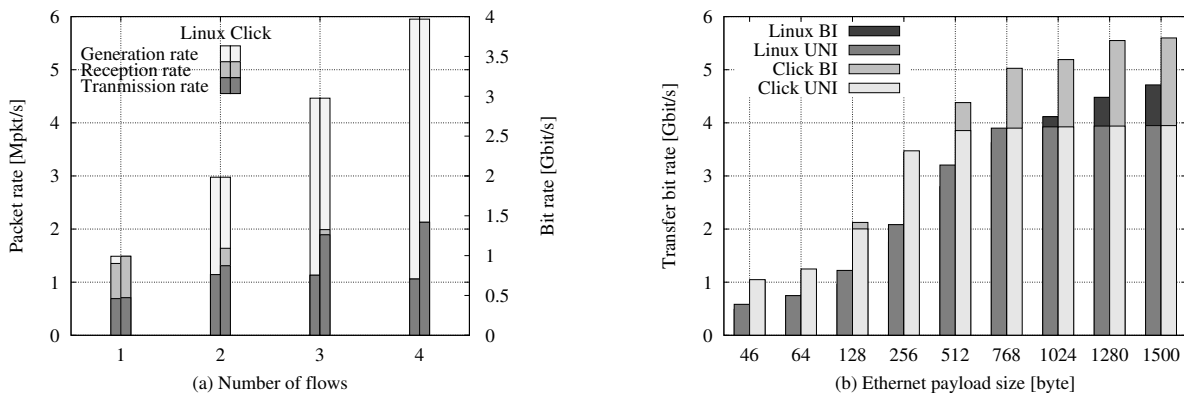 6
5
4
3
2
1
0
Packet rate [Mpkt/s]
Linux Click
Generation rate
Reception rate
Tranmission rate
4
3.5
3
2.5
2
1.5
1
0.5
0
Bit rate [Gbit/s]
1 2 3 4
(a) Number of flows
6
5
4
3
2
1
0
Transfer bit rate [Gbit/s]
Linux BI
Linux UNI
Click BI
Click UNI
46 64 128 256 512 768 1024 1280 1500
(b) Ethernet payload size [byte]